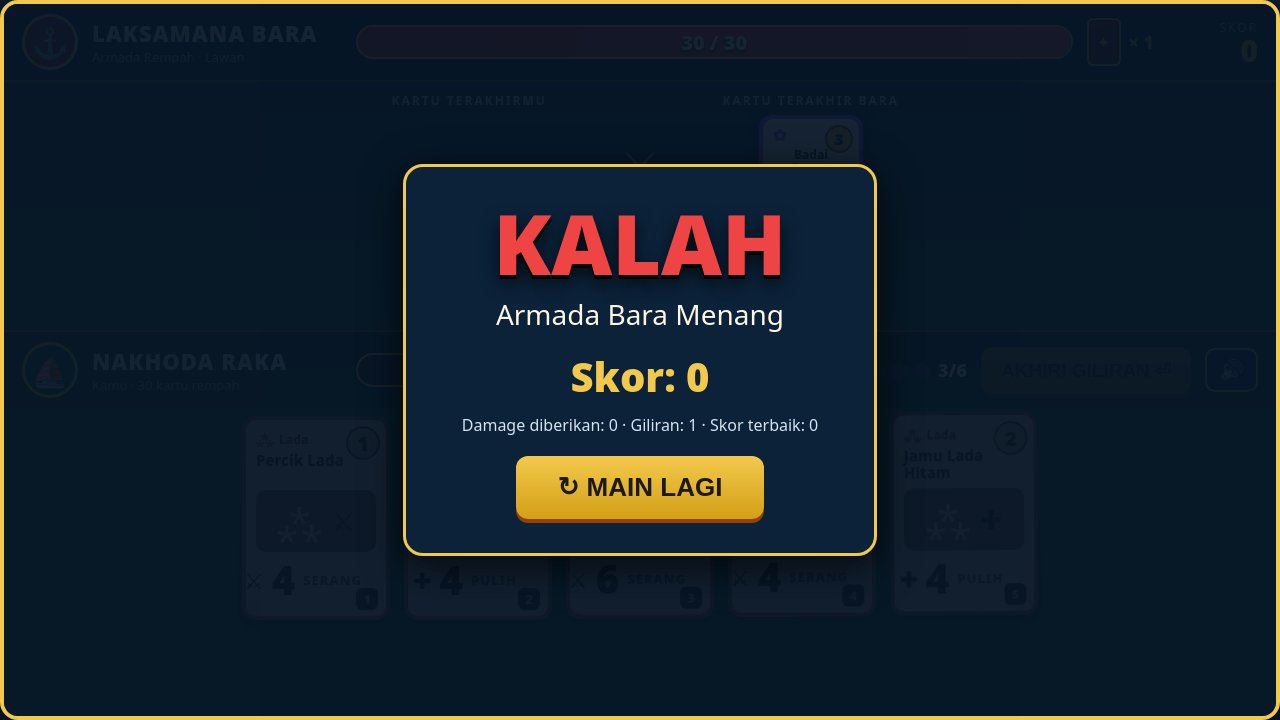 LAKSAMANA BARA
Armada Rempah · Lawan
30 / 30
× 1
SKOR
0
KARTU TERAKHIRMU
KARTU TERAKHIR BARA
3
Badai
KALAH
Armada Bara Menang
Skor: 0
Damage diberikan: 0 · Giliran: 1 · Skor terbaik: 0
↻ MAIN LAGI
NAKHODA RAKA
Kamu · 30 kartu rempah
3/6
AKHIRI GILIRAN ⏎
Lada
1
Percik Lada
4 SERANG
1
+ 4 PULIH
2
6 SERANG
3
4 SERANG
4
Lada
2
Jamu Lada
Hitam
+ 4 PULIH
5